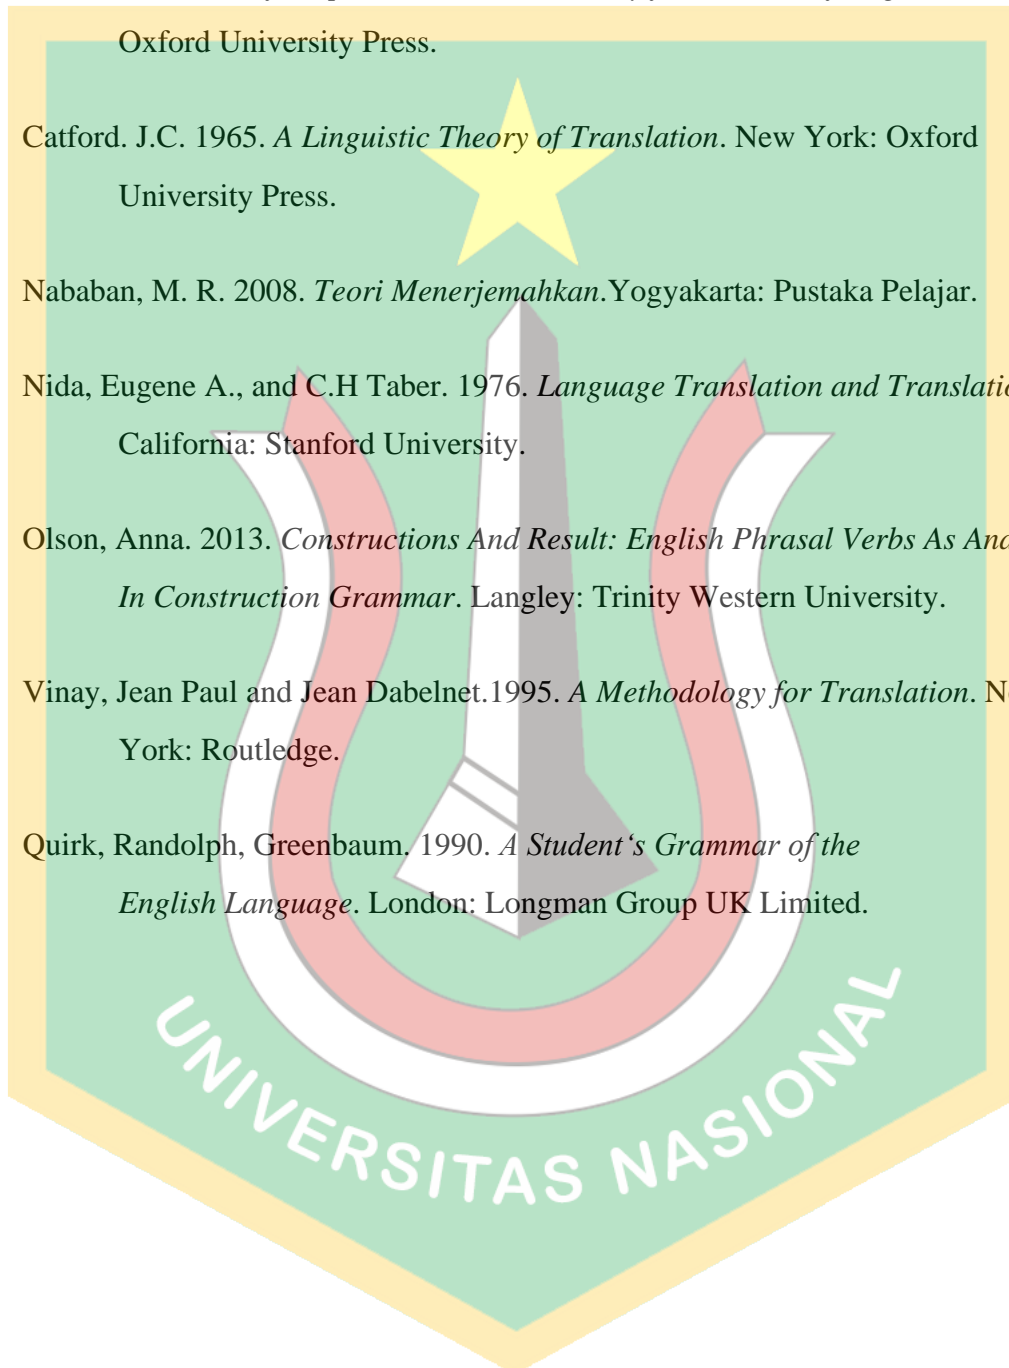 Oxford University Press.
Catford. J.C. 1965. A Linguistic Theory of Translation. New York: Oxford
University Press.
Nababan, M. R. 2008. Teori Menerjemahkan.Yogyakarta: Pustaka Pelajar.
Nida, Eugene A., and C.H Taber. 1976. Language Translation and
California: Stanford University.
Olson, Anna. 2013. Constructions And Result: English Phrasal Verbs As
In Construction Grammar. Langley: Trinity Western University.
Vinay, Jean Paul and Jean Dabelnet.1995. A Methodology for Translation.
York: Routledge.
Quirk, Randolph, Greenbaum. 1990. A Student‘s Grammar of the
English Language. London: Longman Group UK Limited.
UNIVERSITAS NASIONAL